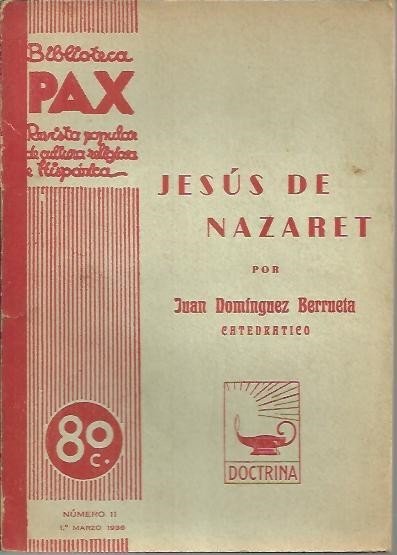 Biblioteca
PAX
Revista popular
de cultura religiosa
e Hispánica
JESÚS DE
NAZARET
POR
Juan Domínguez Berrueta
CATEDRATICO
80
c.
DOCTRINA
NÚMERO 11
1.º MARZO 1936